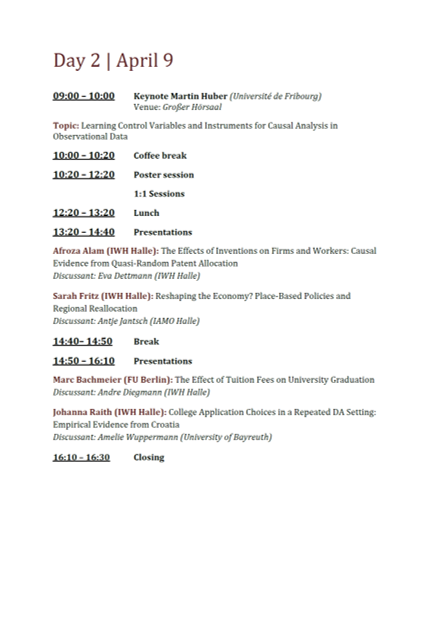 Day 2 | April 9
09:00 – 10:00 Keynote Martin Huber (Université de Fribourg)
Venue: Großer Hörsaal
Topic: Learning Control Variables and Instruments for Causal Analysis in
Observational Data
10:00 – 10:20 Coffee break
10:20 – 12:20 Poster session
1:1 Sessions
12:20 – 13:20 Lunch
13:20 – 14:40 Presentations
Afroza Alam (IWH Halle): The Effects of Inventions on Firms and Workers: Causal
Evidence from Quasi-Random Patent Allocation
Discussant: Eva Dettmann (IWH Halle)
Sarah Fritz (IWH Halle): Reshaping the Economy? Place-Based Policies and
Regional Reallocation
Discussant: Antje Jantsch (IAMO Halle)
14:40– 14:50 Break
14:50 – 16:10 Presentations
Marc Bachmeier (FU Berlin): The Effect of Tuition Fees on University Graduation
Discussant: Andre Diegmann (IWH Halle)
Johanna Raith (IWH Halle): College Application Choices in a Repeated DA Setting:
Empirical Evidence from Croatia
Discussant: Amelie Wuppermann (University of Bayreuth)
16:10 – 16:30 Closing